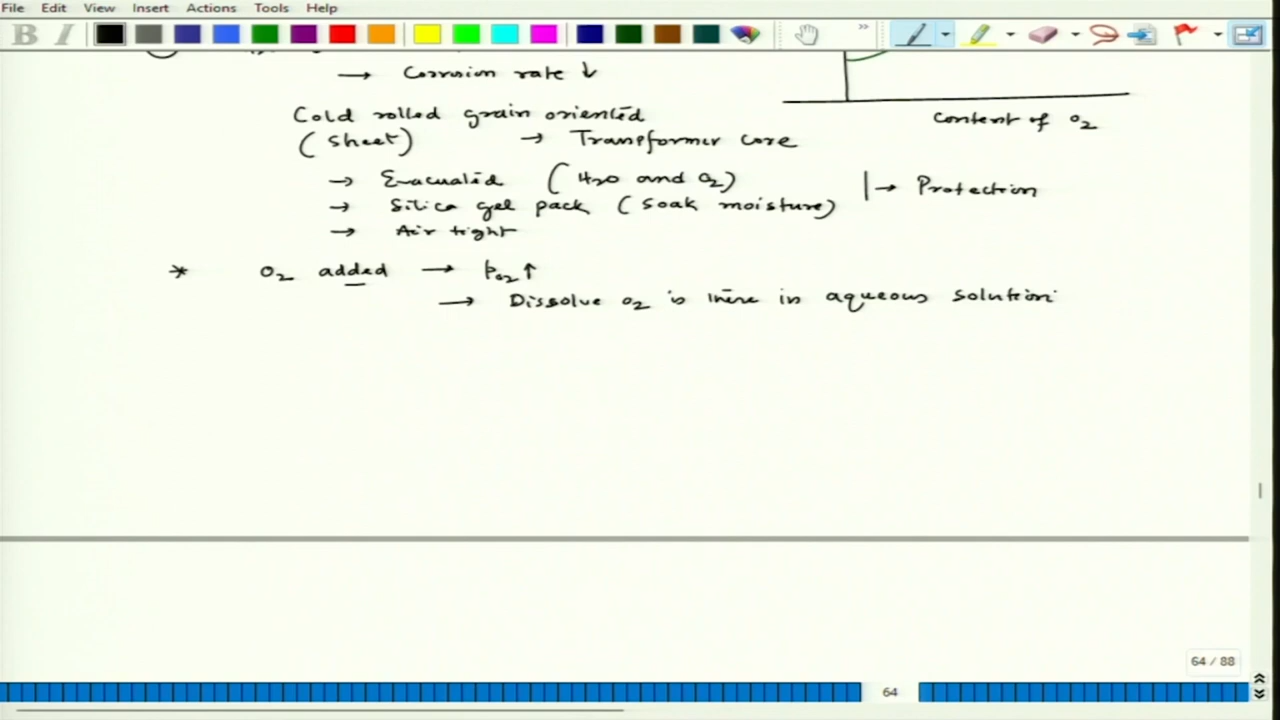 File Edit View Insert Actions Tools Help
B I
→ Corrosion rate ↓
Cold rolled grain oriented
(Sheet) → Transformer core
content of O2
→ Evacuated (H2O and O2)
→ Silica gel pack (Soak moisture)
|→ Protection
→ Air tight
* O2 added → pO2↑
→ Dissolve O2 is there in aqueous solution
64 / 88
64